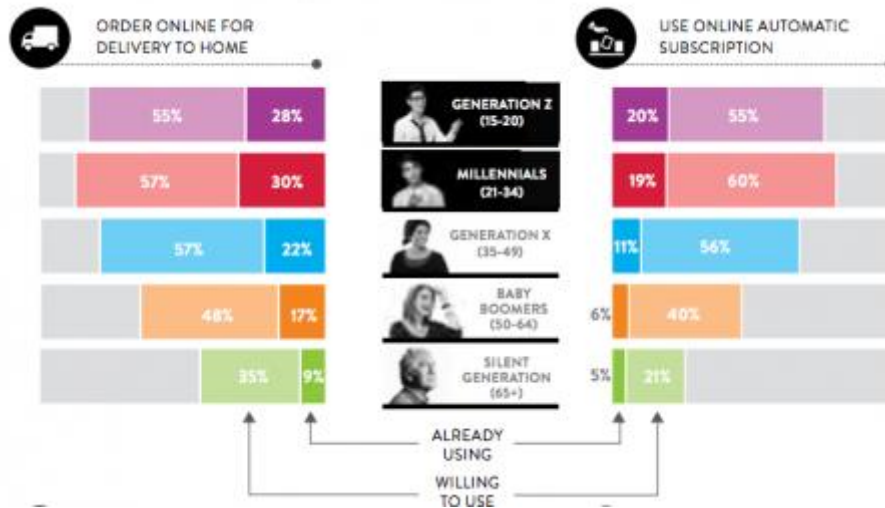 ORDER ONLINE FOR
DELIVERY TO HOME
USE ONLINE AUTOMATIC
SUBSCRIPTION
55% 28%
GENERATION Z
(15-20)
20% 55%
57% 30%
MILLENNIALS
(21-34)
19% 60%
57% 22%
GENERATION X
(35-49)
11% 56%
48% 17%
BABY
BOOMERS
(50-64)
6% 40%
35% 9%
SILENT
GENERATION
(65+)
5% 21%
ALREADY
USING
WILLING
TO USE